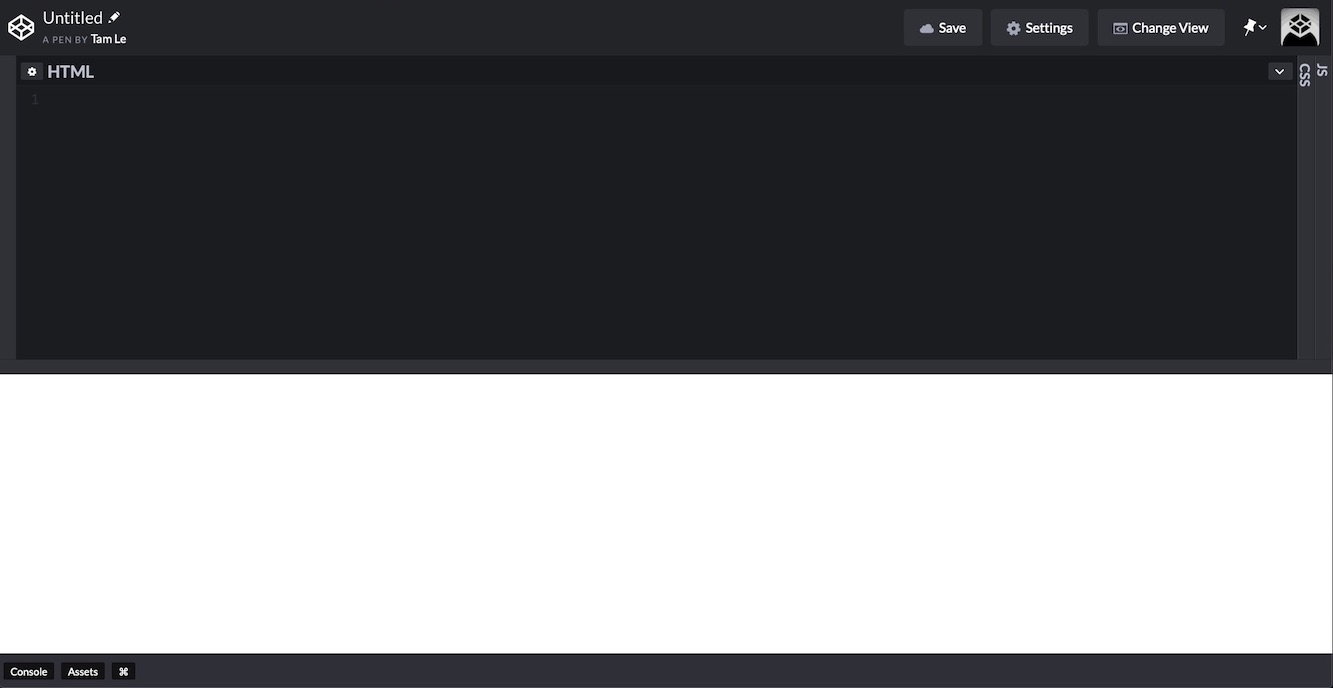 Untitled
A PEN BY Tam Le
Save
Settings
Change View
HTML
CSS
JS
1
Console
Assets
⌘